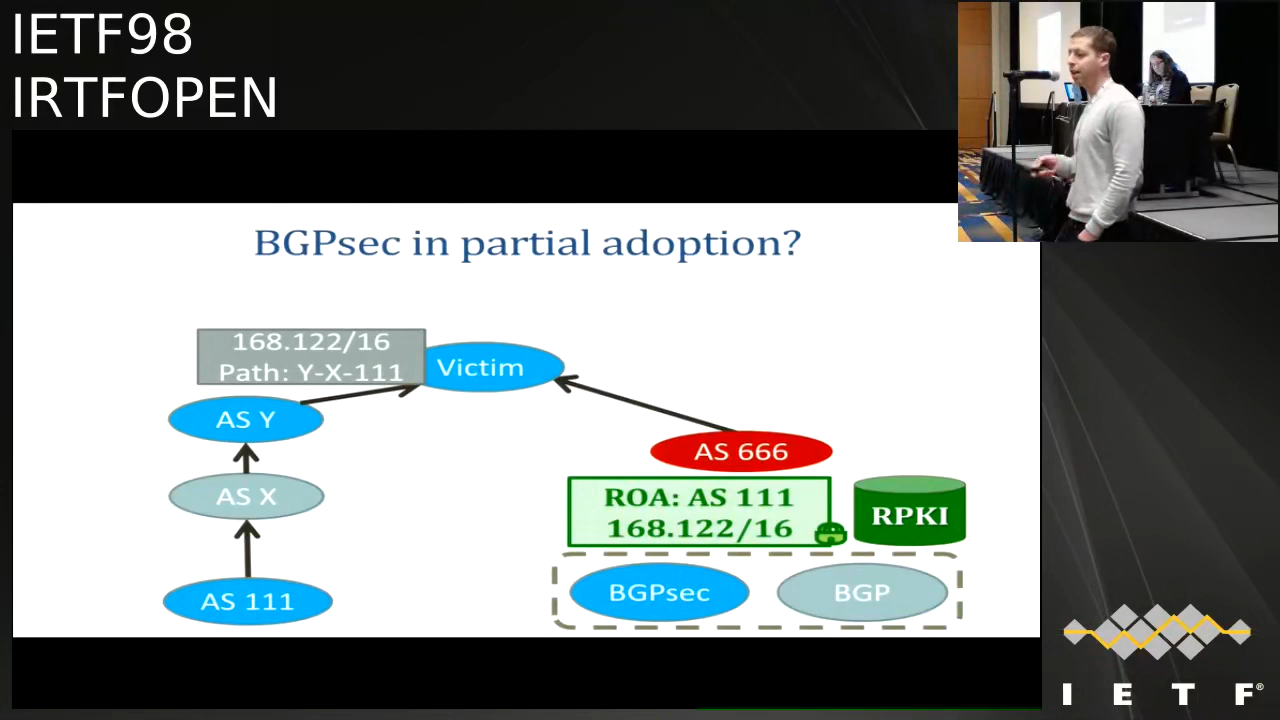 IETF98
IRTFOPEN
BGPsec in partial adoption?
168.122/16
Path: Y-X-111
Victim
AS Y
AS 666
AS X
ROA: AS 111
168.122/16
RPKI
AS 111
BGPsec
BGP
I E T F®